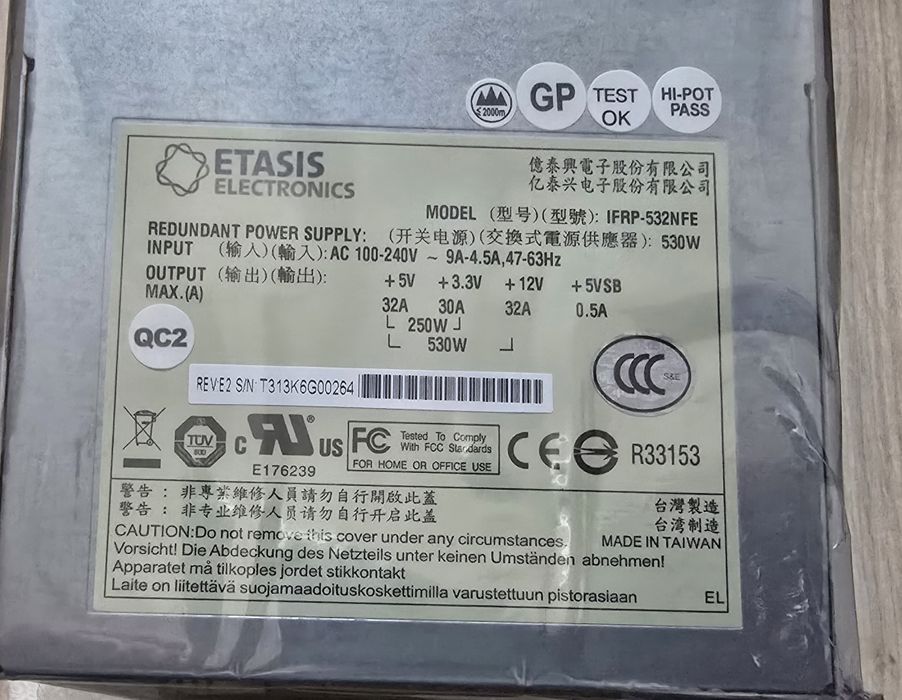 ≤ 2000m
GP
TEST
OK
HI-POT
PASS
ETASIS
ELECTRONICS
億泰興電子股份有限公司
亿泰兴电子股份有限公司
MODEL (型号)(型號): IFRP-532NFE
REDUNDANT POWER SUPPLY: (开关电源)(交換式電源供應器): 530W
INPUT (输入)(輸入): AC 100-240V ~ 9A-4.5A,47-63Hz
OUTPUT (输出)(輸出): +5V +3.3V +12V +5VSB
MAX.(A) 32A 30A 32A 0.5A
250W
530W
QC2
CCC S&E
REV:E2 S/N: T313K6G00264
TÜV
SÜD
c RU ® US
E176239
FC Tested To Comply
With FCC Standards
FOR HOME OR OFFICE USE
CE
R33153
警告: 非專業維修人員請勿自行開啟此蓋
警告: 非专业维修人员请勿自行开启此盖
台灣製造
台湾制造
MADE IN TAIWAN
CAUTION:Do not remove this cover under any circumstances.
Vorsicht! Die Abdeckung des Netzteils unter keinen Umständen abnehmen!
Apparatet må tilkoples jordet stikkontakt
Laite on liitettävä suojamaadoituskoskettimilla varustettuun pistorasiaan
EL